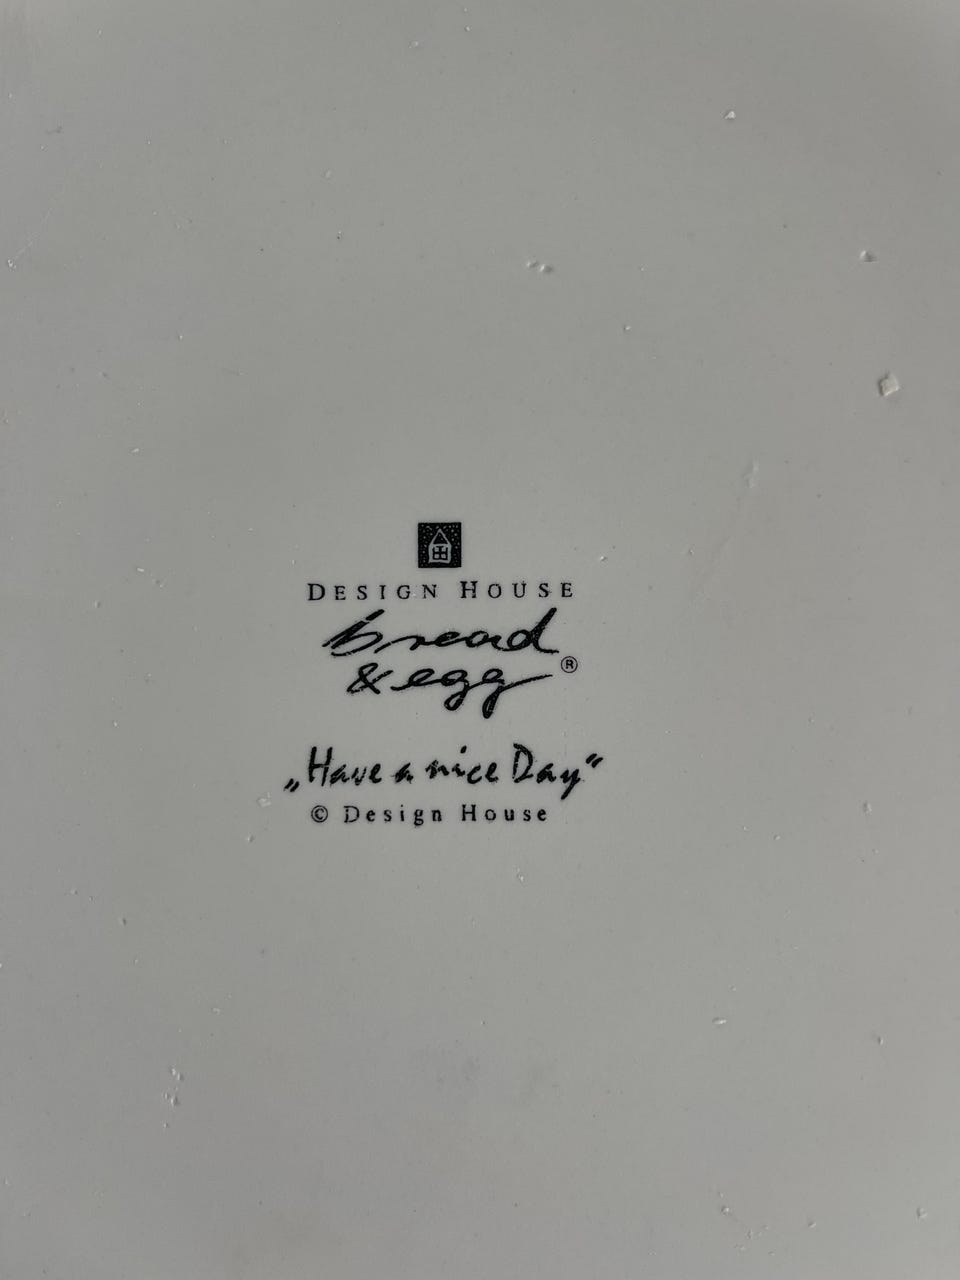 DESIGN HOUSE
bread
& egg ®
„Have a nice Day“
© Design House